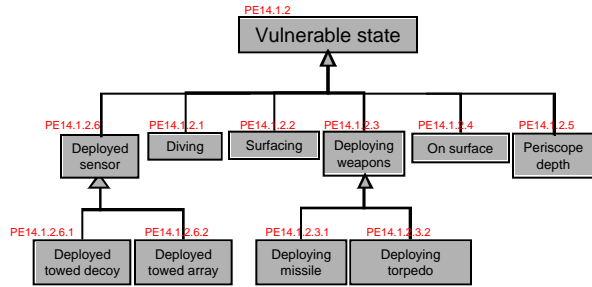 PE14.1.2
Vulnerable state
PE14.1.2.6
PE14.1.2.1
PE14.1.2.2
PE14.1.2.3
PE14.1.2.4
PE14.1.2.5
Deployed
sensor
Diving
Surfacing
Deploying
weapons
On surface
Periscope
depth
PE14.1.2.6.1
PE14.1.2.6.2
PE14.1.2.3.1
PE14.1.2.3.2
Deployed
towed decoy
Deployed
towed array
Deploying
missile
Deploying
torpedo